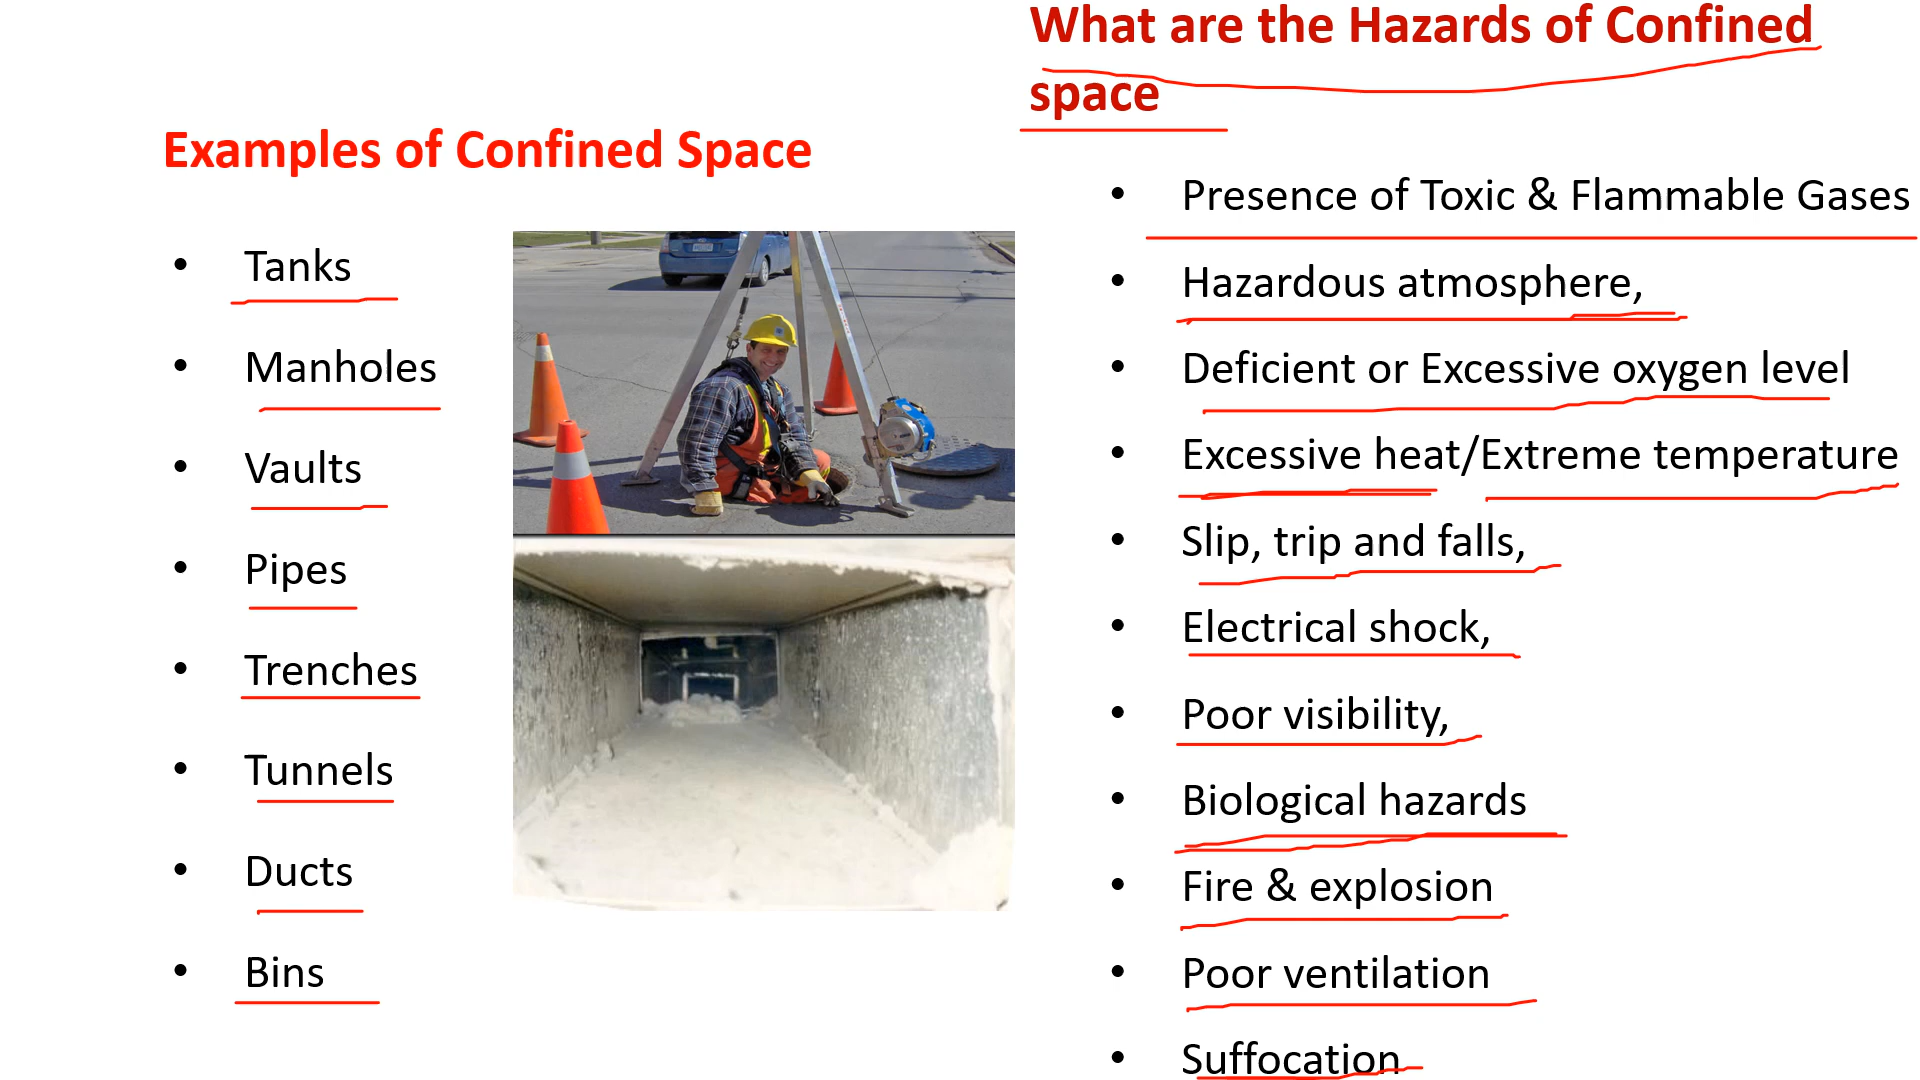 Examples of Confined Space
• Tanks
• Manholes
• Vaults
• Pipes
• Trenches
• Tunnels
• Ducts
• Bins
What are the Hazards of Confined
space
• Presence of Toxic & Flammable Gases
• Hazardous atmosphere,
• Deficient or Excessive oxygen level
• Excessive heat/Extreme temperature
• Slip, trip and falls,
• Electrical shock,
• Poor visibility,
• Biological hazards
• Fire & explosion
• Poor ventilation
• Suffocation